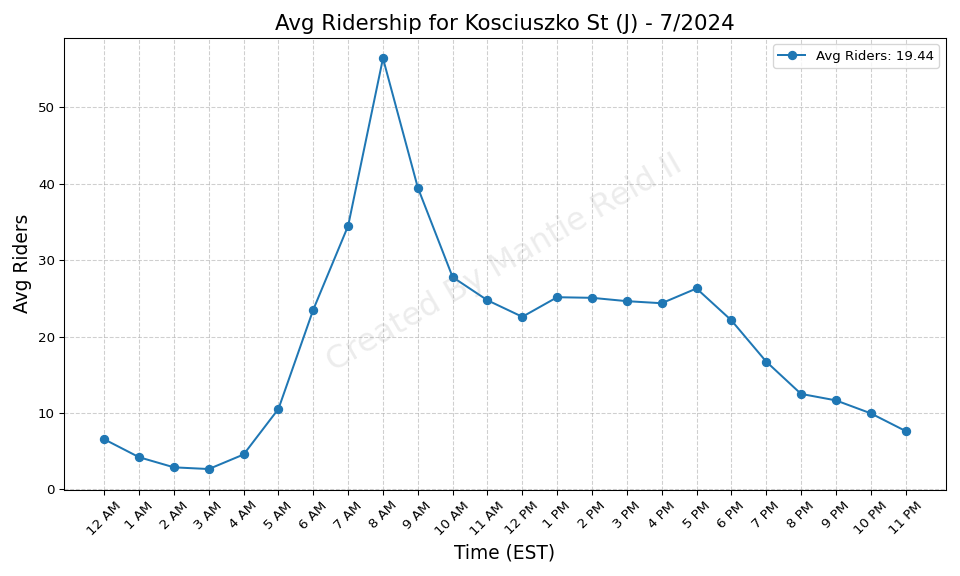 Avg Ridership for Kosciuszko St (J) - 7/2024
Avg Riders: 19.44
50
40
30
20
10
0
Avg Riders
Created By Mantie Reid II
12 AM
1 AM
2 AM
3 AM
4 AM
5 AM
6 AM
7 AM
8 AM
9 AM
10 AM
11 AM
12 PM
1 PM
2 PM
3 PM
4 PM
5 PM
6 PM
7 PM
8 PM
9 PM
10 PM
11 PM
Time (EST)